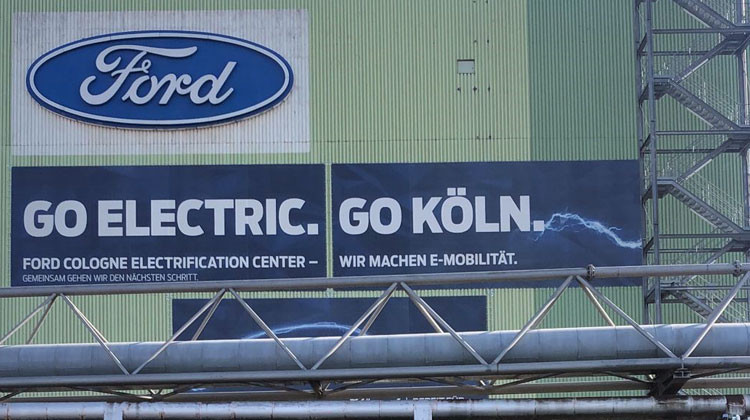 Ford
GO ELECTRIC.
FORD COLOGNE ELECTRIFICATION CENTER –
GEMEINSAM GEHEN WIR DEN NÄCHSTEN SCHRITT.
GO KÖLN.
WIR MACHEN E-MOBILITÄT.